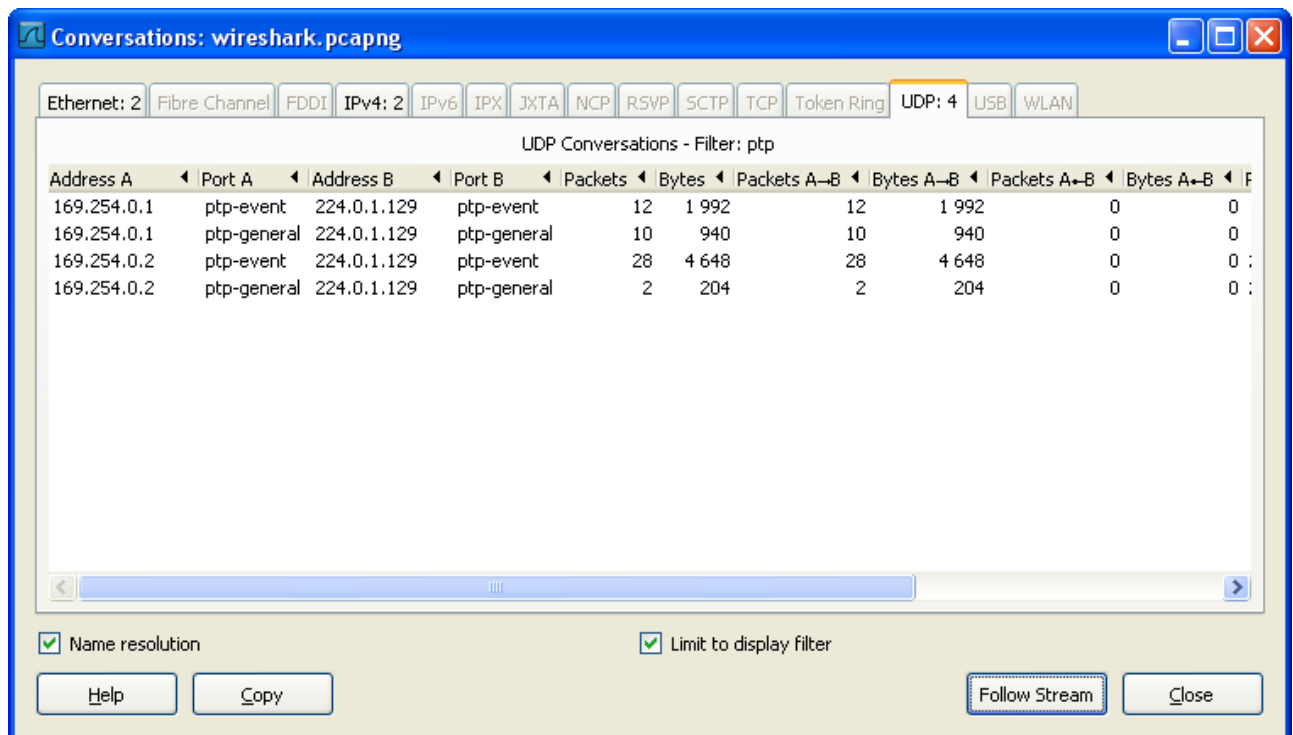 Conversations: wireshark.pcapng
Ethernet: 2 Fibre Channel FDDI IPv4: 2 IPv6 IPX JXTA NCP RSVP SCTP TCP Token Ring UDP: 4 USB WLAN
UDP Conversations - Filter: ptp
Address A Port A Address B Port B Packets Bytes Packets A→B Bytes A→B Packets A←B Bytes A←B
169.254.0.1 ptp-event 224.0.1.129 ptp-event 12 1 992 12 1 992 0 0
169.254.0.1 ptp-general 224.0.1.129 ptp-general 10 940 10 940 0 0
169.254.0.2 ptp-event 224.0.1.129 ptp-event 28 4 648 28 4 648 0 0
169.254.0.2 ptp-general 224.0.1.129 ptp-general 2 204 2 204 0 0
Name resolution Limit to display filter
Help Copy Follow Stream Close